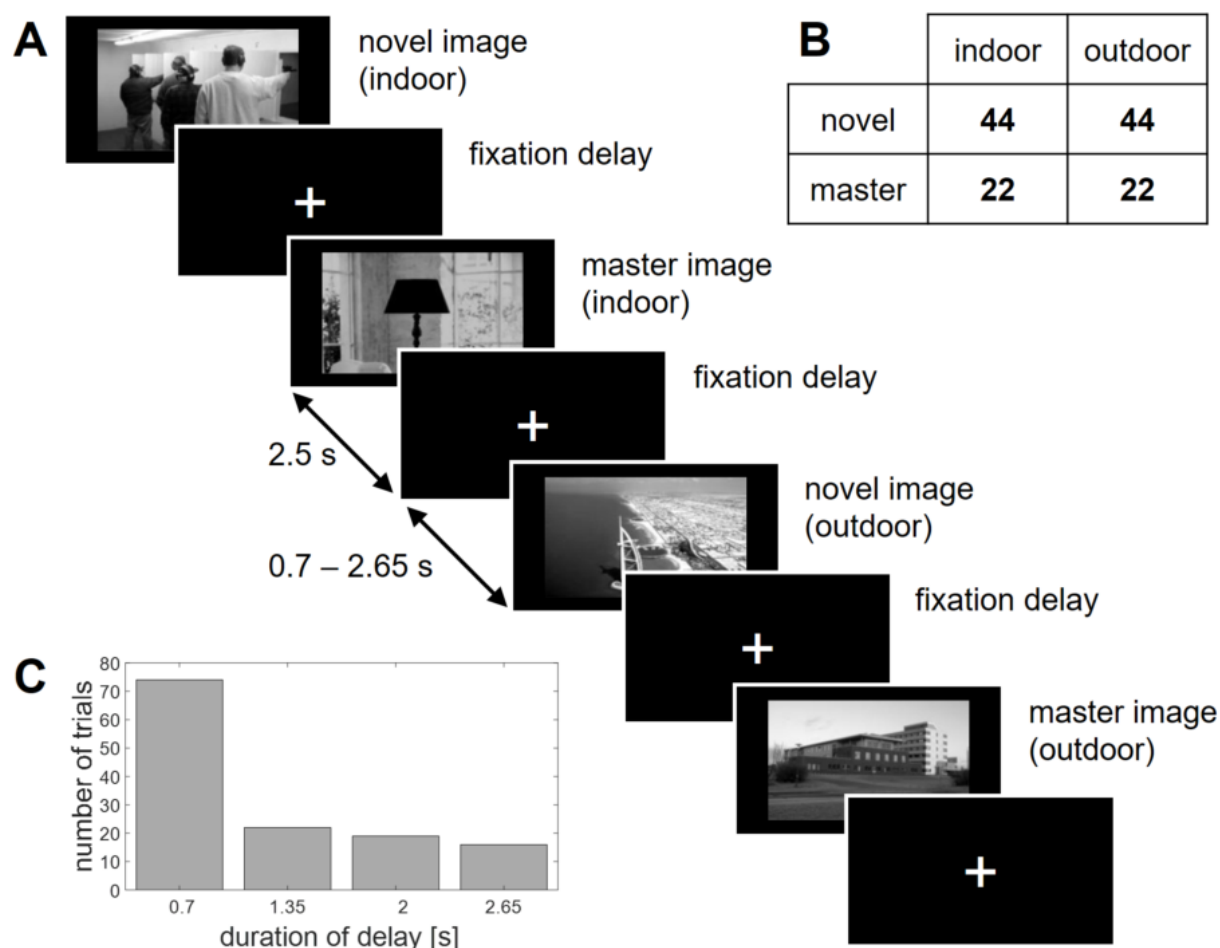 A
novel image
(indoor)
fixation delay
master image
(indoor)
fixation delay
2.5 s
novel image
(outdoor)
0.7 – 2.65 s
fixation delay
master image
(outdoor)
B
indoor outdoor
novel 44 44
master 22 22
C
number of trials
80
70
60
50
40
30
20
10
0
0.7 1.35 2 2.65
duration of delay [s]